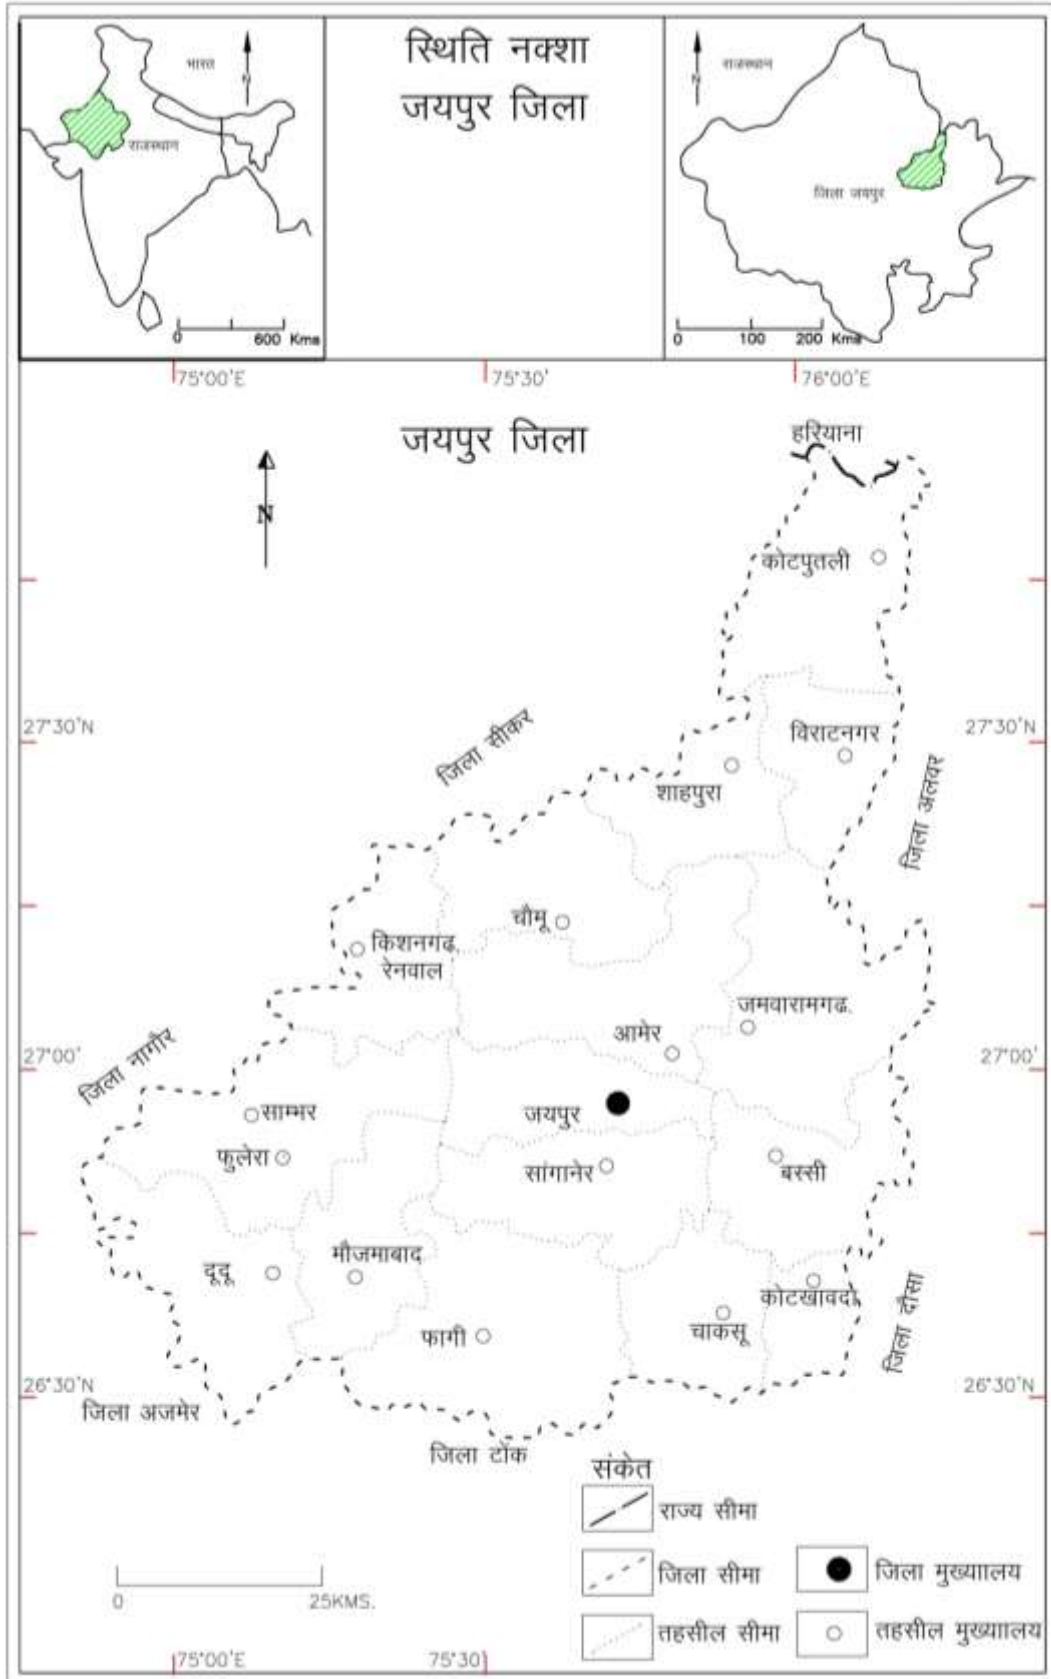 स्थिति नक्शा
जयपुर जिला
भारत
N
राजस्थान
0 600 Kms
राजस्थान
N
जिला जयपुर
0 100 200 Kms
75°00'E 75°30' 76°00'E
जयपुर जिला
हरियाना
N
कोटपुतली
27°30'N 27°30'N
जिला सीकर
विराटनगर
शाहपुरा
जिला अलवर
चौमू
किशनगढ़
रेनवाल
जमवारामगढ.
आमेर
जिला नागौर
27°00' 27°00'
साम्भर
जयपुर
फुलेरा
सांगानेर
बस्सी
मौजमाबाद
दूदू
कोटखावदा
चाकसू
फागी
जिला दौसा
26°30'N 26°30'N
जिला अजमेर
जिला टोंक
संकेत
राज्य सीमा
जिला सीमा
जिला मुख्याालय
तहसील सीमा
तहसील मुख्याालय
0 25KMS.
75°00'E 75°30